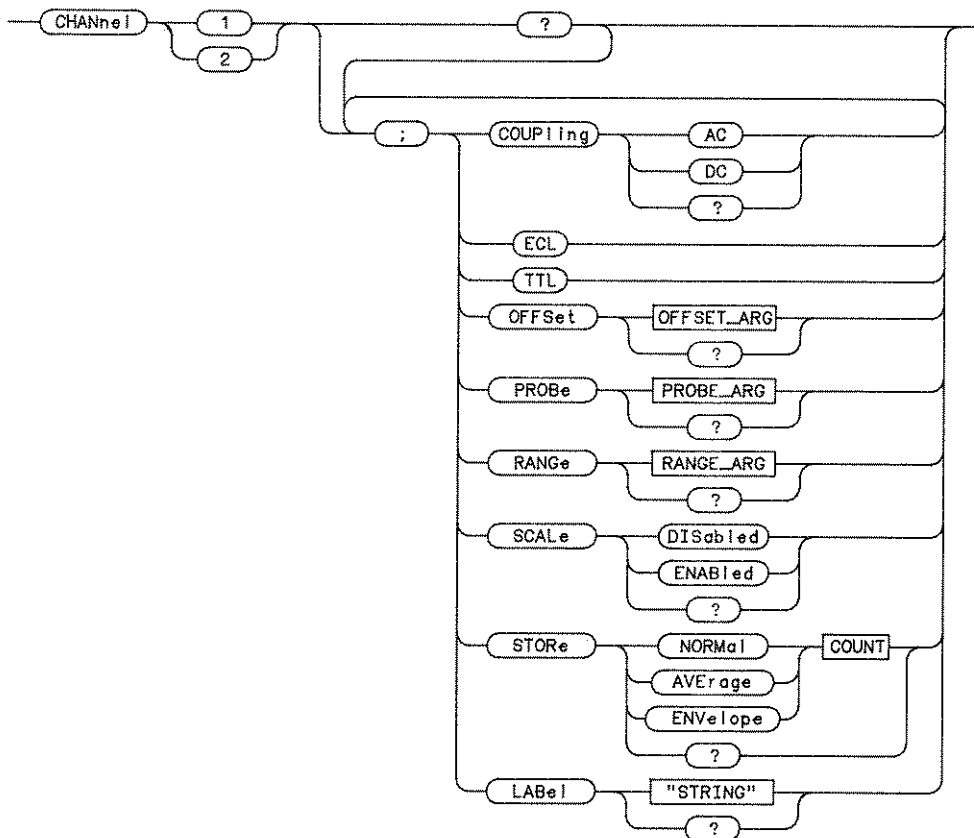 CHANnel 1 ?
2
; COUPling AC
DC
?
ECL
TTL
OFFSet OFFSET_ARG
?
PROBe PROBE_ARG
?
RANGe RANGE_ARG
?
SCALe DISabled
ENABled
?
STORe NORMal COUNT
AVErage
ENVelope
?
LABel "STRING"
?